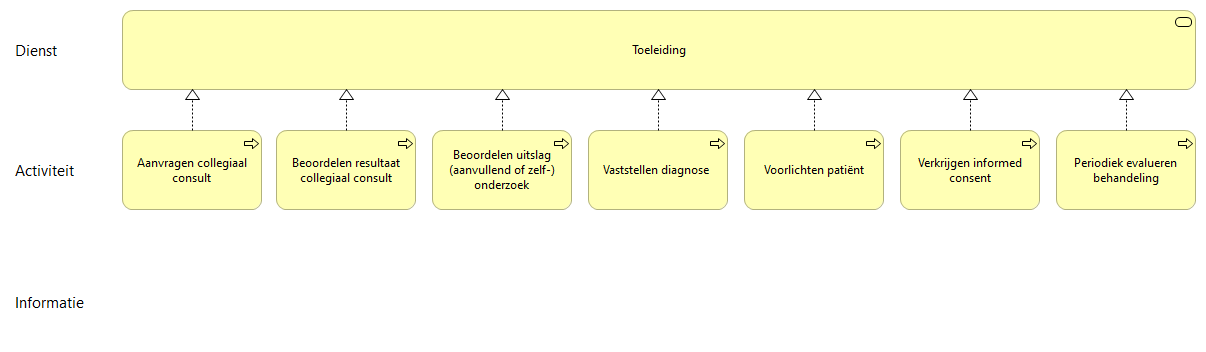 Dienst
Toeleiding
Activiteit
Aanvragen collegiaal
consult
Beoordelen resultaat
collegiaal consult
Beoordelen uitslag
(aanvullend of zelf-)
onderzoek
Vaststellen diagnose
Voorlichten patiënt
Verkrijgen informed
consent
Periodiek evalueren
behandeling
Informatie